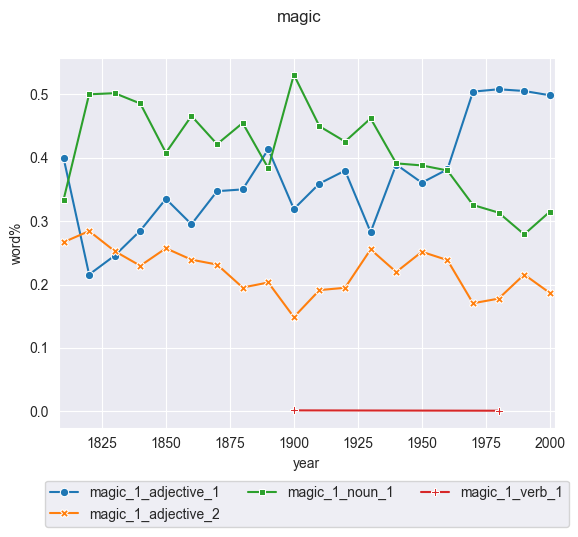 magic
word%
0.5
0.4
0.3
0.2
0.1
0.0
1825 1850 1875 1900 1925 1950 1975 2000
year
magic_1_adjective_1 magic_1_noun_1 magic_1_verb_1
magic_1_adjective_2